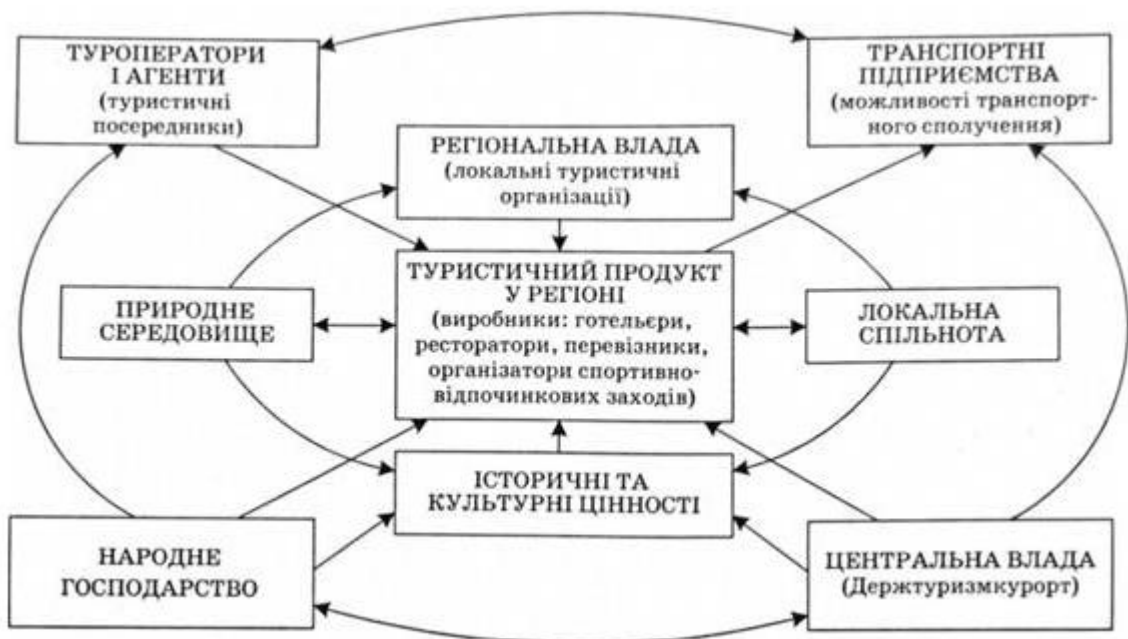 ТУРОПЕРАТОРИ
І АГЕНТИ
(туристичні
посередники)
ТРАНСПОРТНІ
ПІДПРИЄМСТВА
(можливості транспорт-
ного сполучення)
РЕГІОНАЛЬНА ВЛАДА
(локальні туристичні
організації)
ПРИРОДНЕ
СЕРЕДОВИЩЕ
ТУРИСТИЧНИЙ ПРОДУКТ
У РЕГІОНІ
(виробники: готельєри,
ресторатори, перевізники,
організатори спортивно-
відпочинкових заходів)
ЛОКАЛЬНА
СПІЛЬНОТА
ІСТОРИЧНІ ТА
КУЛЬТУРНІ ЦІННОСТІ
НАРОДНЕ
ГОСПОДАРСТВО
ЦЕНТРАЛЬНА ВЛАДА
(Держтуризмкурорт)